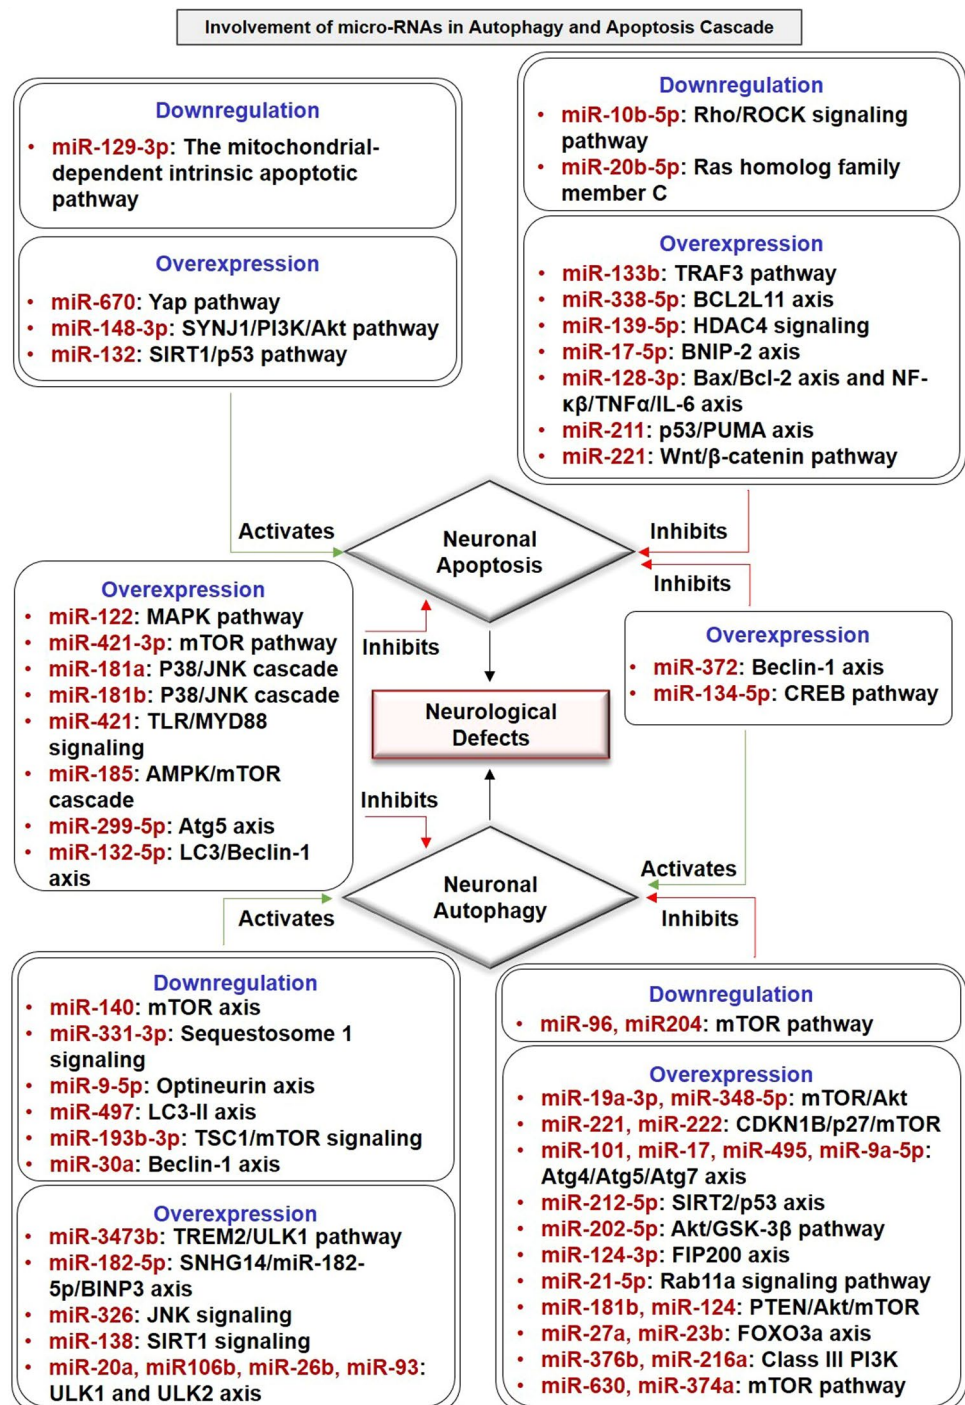 Involvement of micro-RNAs in Autophagy and Apoptosis Cascade
Downregulation
• miR-129-3p: The mitochondrial-
dependent intrinsic apoptotic
pathway
Overexpression
• miR-670: Yap pathway
• miR-148-3p: SYNJ1/PI3K/Akt pathway
• miR-132: SIRT1/p53 pathway
Downregulation
• miR-10b-5p: Rho/ROCK signaling
pathway
• miR-20b-5p: Ras homolog family
member C
Overexpression
• miR-133b: TRAF3 pathway
• miR-338-5p: BCL2L11 axis
• miR-139-5p: HDAC4 signaling
• miR-17-5p: BNIP-2 axis
• miR-128-3p: Bax/Bcl-2 axis and NF-
κβ/TNFα/IL-6 axis
• miR-211: p53/PUMA axis
• miR-221: Wnt/β-catenin pathway
Activates
Neuronal
Apoptosis
Inhibits
Inhibits
Overexpression
• miR-122: MAPK pathway
• miR-421-3p: mTOR pathway
• miR-181a: P38/JNK cascade
• miR-181b: P38/JNK cascade
• miR-421: TLR/MYD88
signaling
• miR-185: AMPK/mTOR
cascade
• miR-299-5p: Atg5 axis
• miR-132-5p: LC3/Beclin-1
axis
Inhibits
Neurological
Defects
Inhibits
Overexpression
• miR-372: Beclin-1 axis
• miR-134-5p: CREB pathway
Activates
Neuronal
Autophagy
Activates
Inhibits
Downregulation
• miR-140: mTOR axis
• miR-331-3p: Sequestosome 1
signaling
• miR-9-5p: Optineurin axis
• miR-497: LC3-II axis
• miR-193b-3p: TSC1/mTOR signaling
• miR-30a: Beclin-1 axis
Overexpression
• miR-3473b: TREM2/ULK1 pathway
• miR-182-5p: SNHG14/miR-182-
5p/BINP3 axis
• miR-326: JNK signaling
• miR-138: SIRT1 signaling
• miR-20a, miR106b, miR-26b, miR-93:
ULK1 and ULK2 axis
Downregulation
• miR-96, miR204: mTOR pathway
Overexpression
• miR-19a-3p, miR-348-5p: mTOR/Akt
• miR-221, miR-222: CDKN1B/p27/mTOR
• miR-101, miR-17, miR-495, miR-9a-5p:
Atg4/Atg5/Atg7 axis
• miR-212-5p: SIRT2/p53 axis
• miR-202-5p: Akt/GSK-3β pathway
• miR-124-3p: FIP200 axis
• miR-21-5p: Rab11a signaling pathway
• miR-181b, miR-124: PTEN/Akt/mTOR
• miR-27a, miR-23b: FOXO3a axis
• miR-376b, miR-216a: Class III PI3K
• miR-630, miR-374a: mTOR pathway